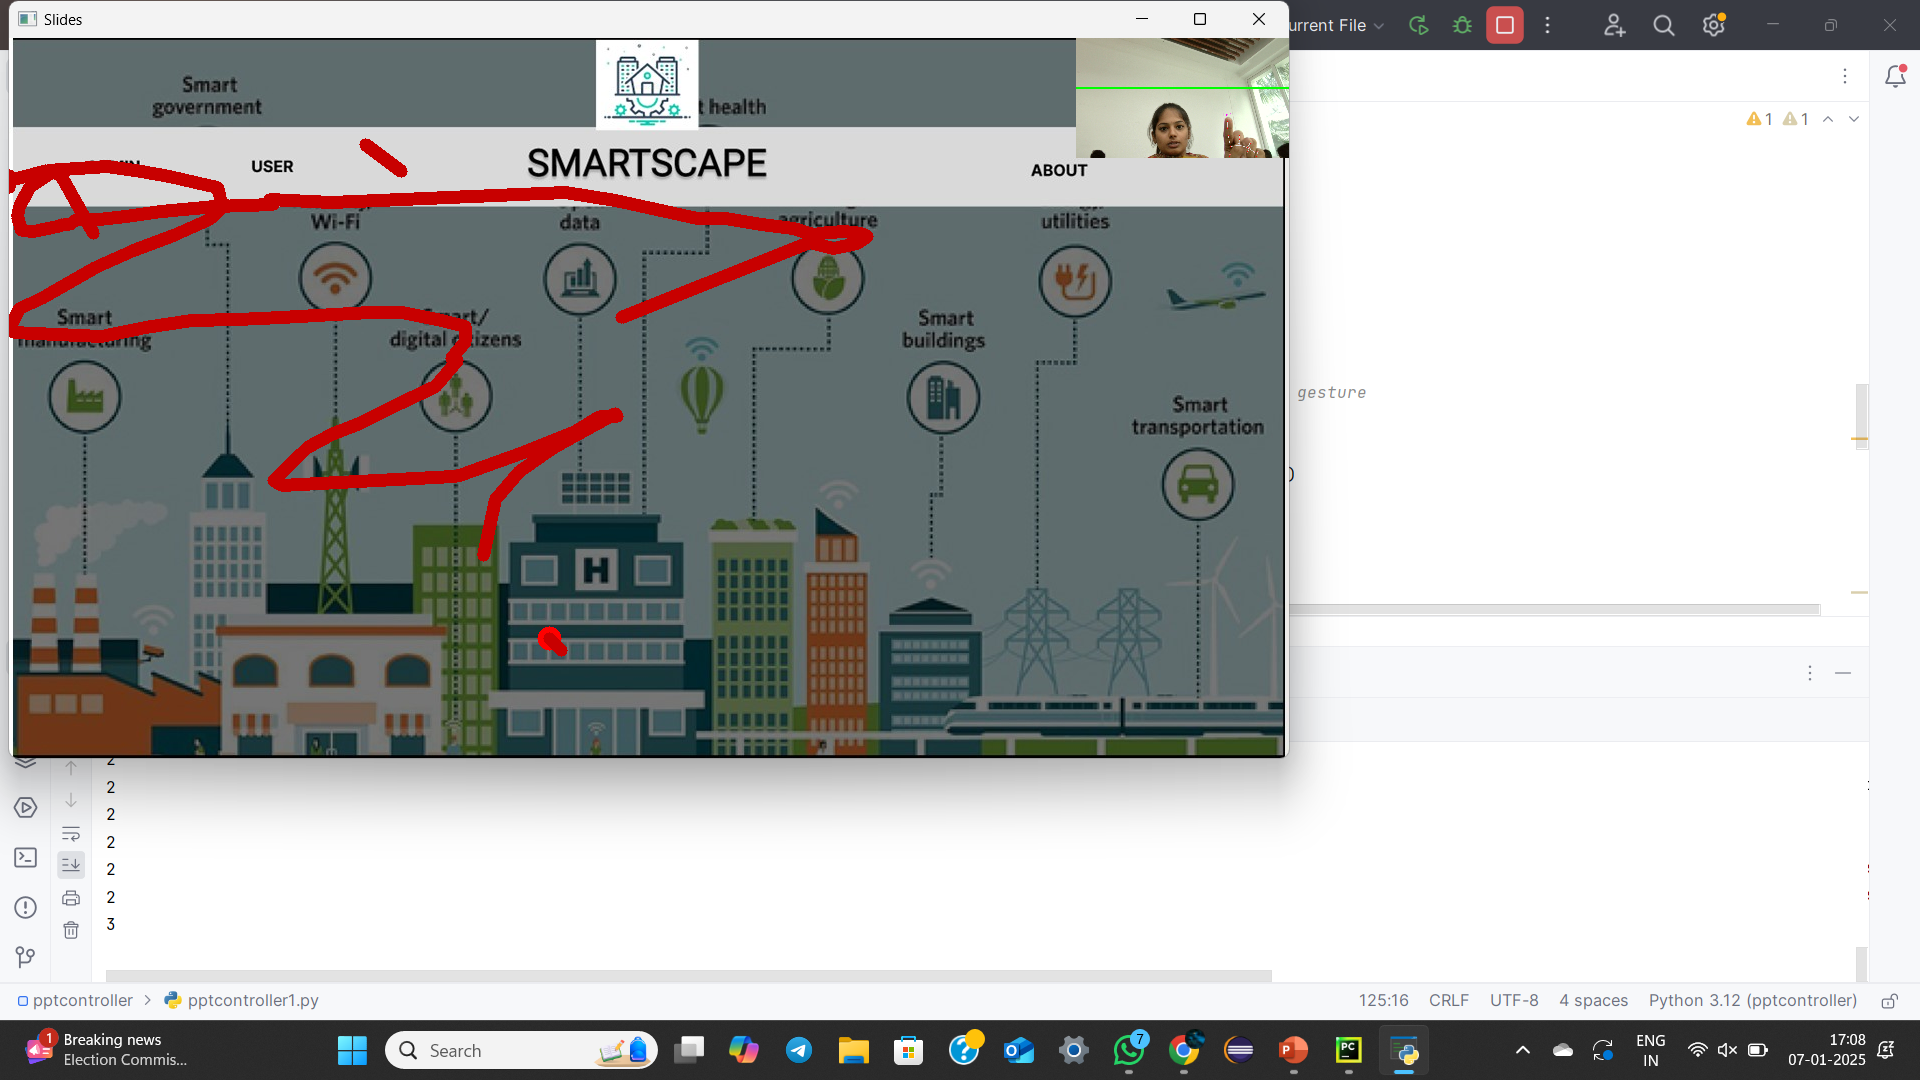 Slides
urrent File
Smart
government
t health
USER
SMARTSCAPE
ABOUT
Wi-Fi
data
agriculture
utilities
Smart
manufacturing
digital citizens
Smart
buildings
Smart
transportation
H
gesture
1
1
2
2
2
2
2
2
3
pptcontroller
pptcontroller1.py
125:16
CRLF
UTF-8
4 spaces
Python 3.12 (pptcontroller)
1
Breaking news
Election Commis...
Search
7
PC
ENG
IN
17:08
07-01-2025